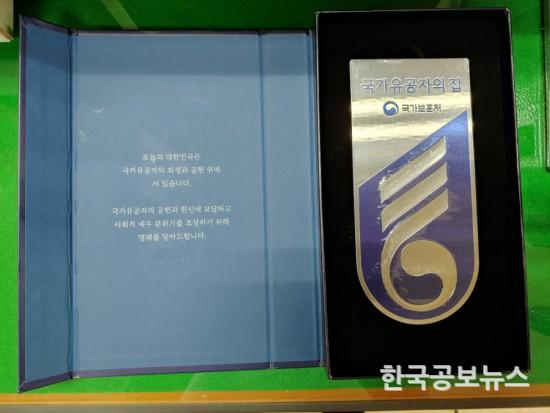 오늘의 대한민국은
국가유공자의 희생과 공헌 위에
서 있습니다.
국가유공자의 공헌과 헌신에 보답하고
사회적 예우 분위기를 조성하기 위해
명패를 달아드립니다.
국가유공자의 집
국가보훈처
한국공보뉴스